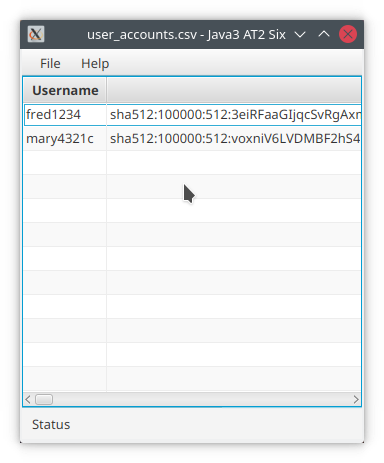 user_accounts.csv - Java3 AT2 Six
File Help
Username
fred1234 sha512:100000:512:3eiRFaaGIjqcSvRgAxn
mary4321c sha512:100000:512:voxniV6LVDMBF2hS4
Status